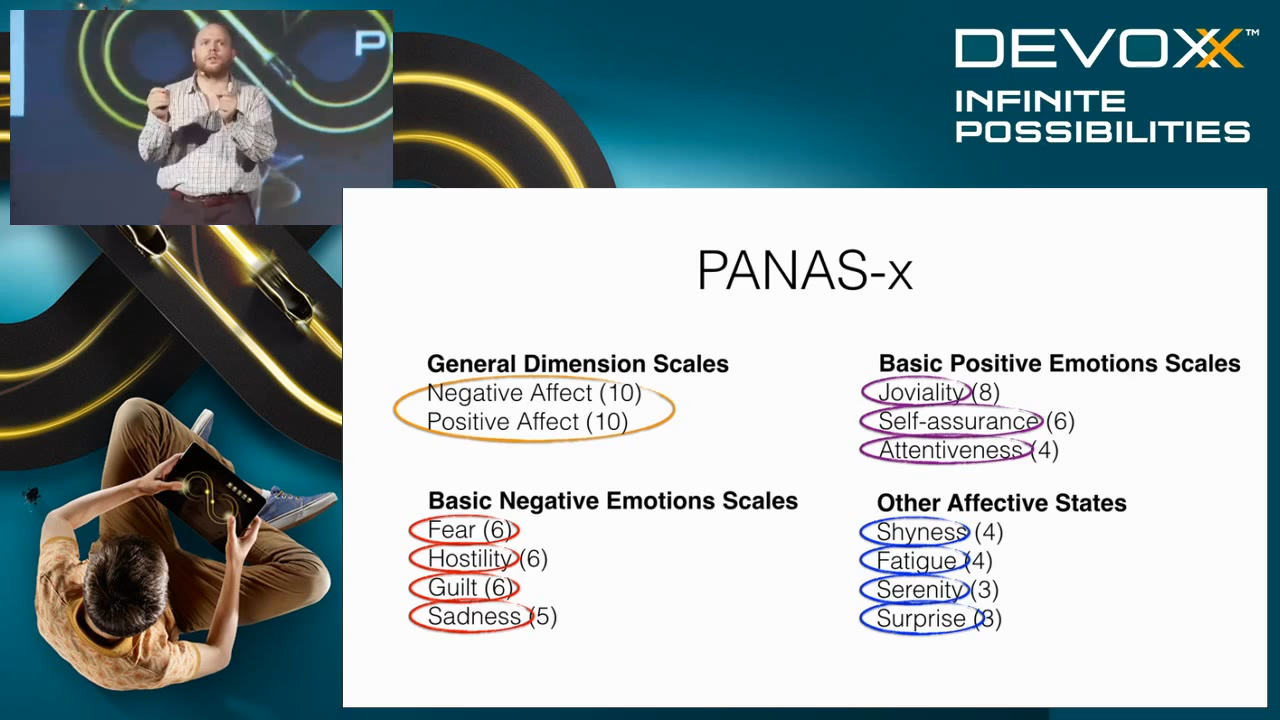 P
DEVOXX™
INFINITE
POSSIBILITIES
PANAS-x
General Dimension Scales
Negative Affect (10)
Positive Affect (10)
Basic Positive Emotions Scales
Joviality (8)
Self-assurance (6)
Attentiveness (4)
Basic Negative Emotions Scales
Fear (6)
Hostility (6)
Guilt (6)
Sadness (5)
Other Affective States
Shyness (4)
Fatigue (4)
Serenity (3)
Surprise (3)